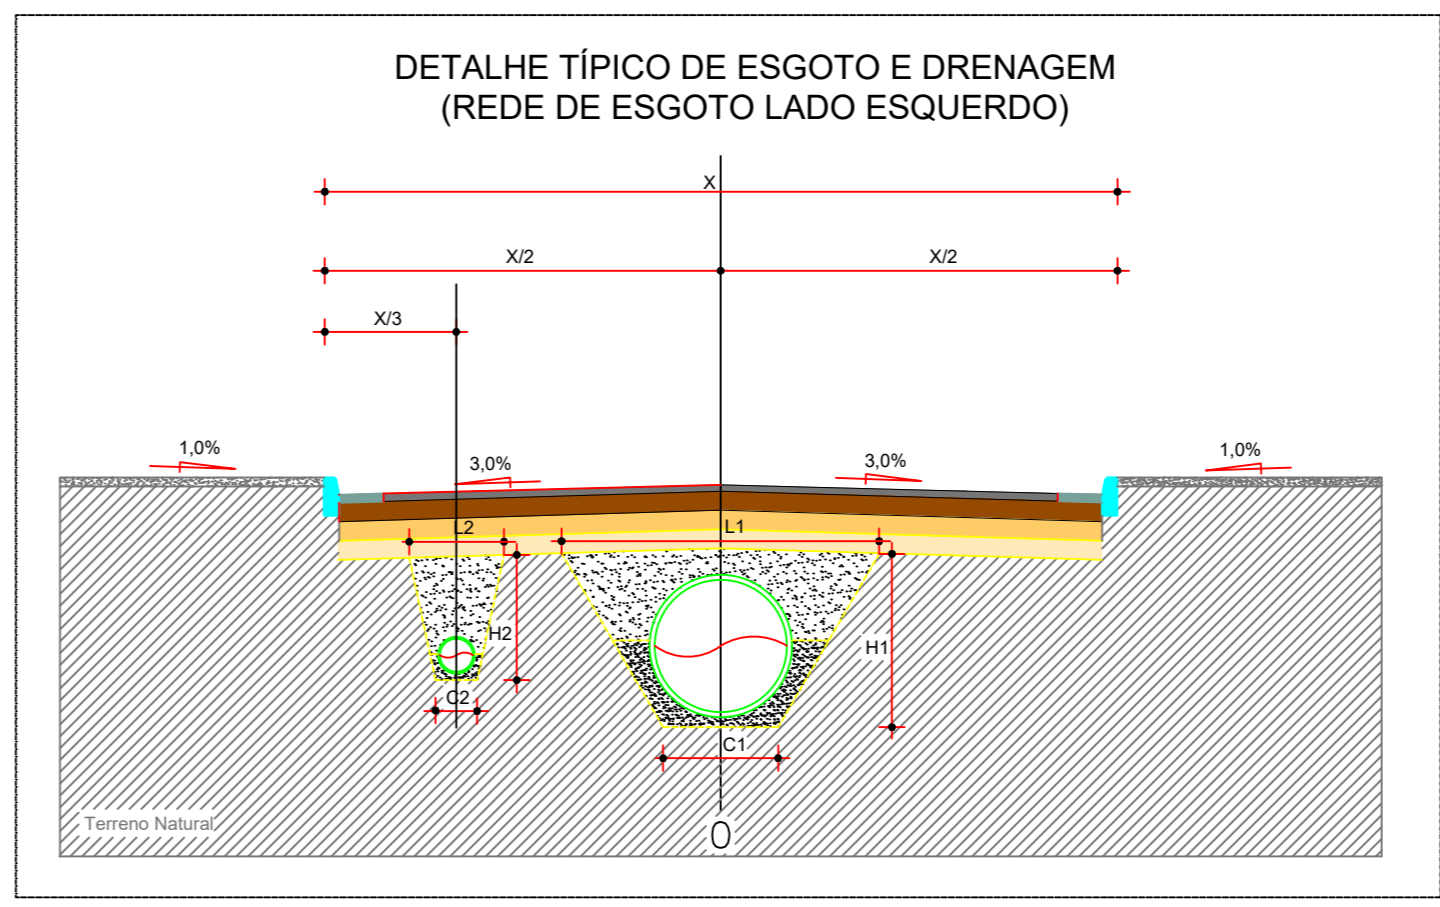 DETALHE TÍPICO DE ESGOTO E DRENAGEM
(REDE DE ESGOTO LADO ESQUERDO)
X
X/2
X/2
X/3
1,0%
3,0%
3,0%
1,0%
L2
L1
H2
H1
C2
C1
Terreno Natural
0